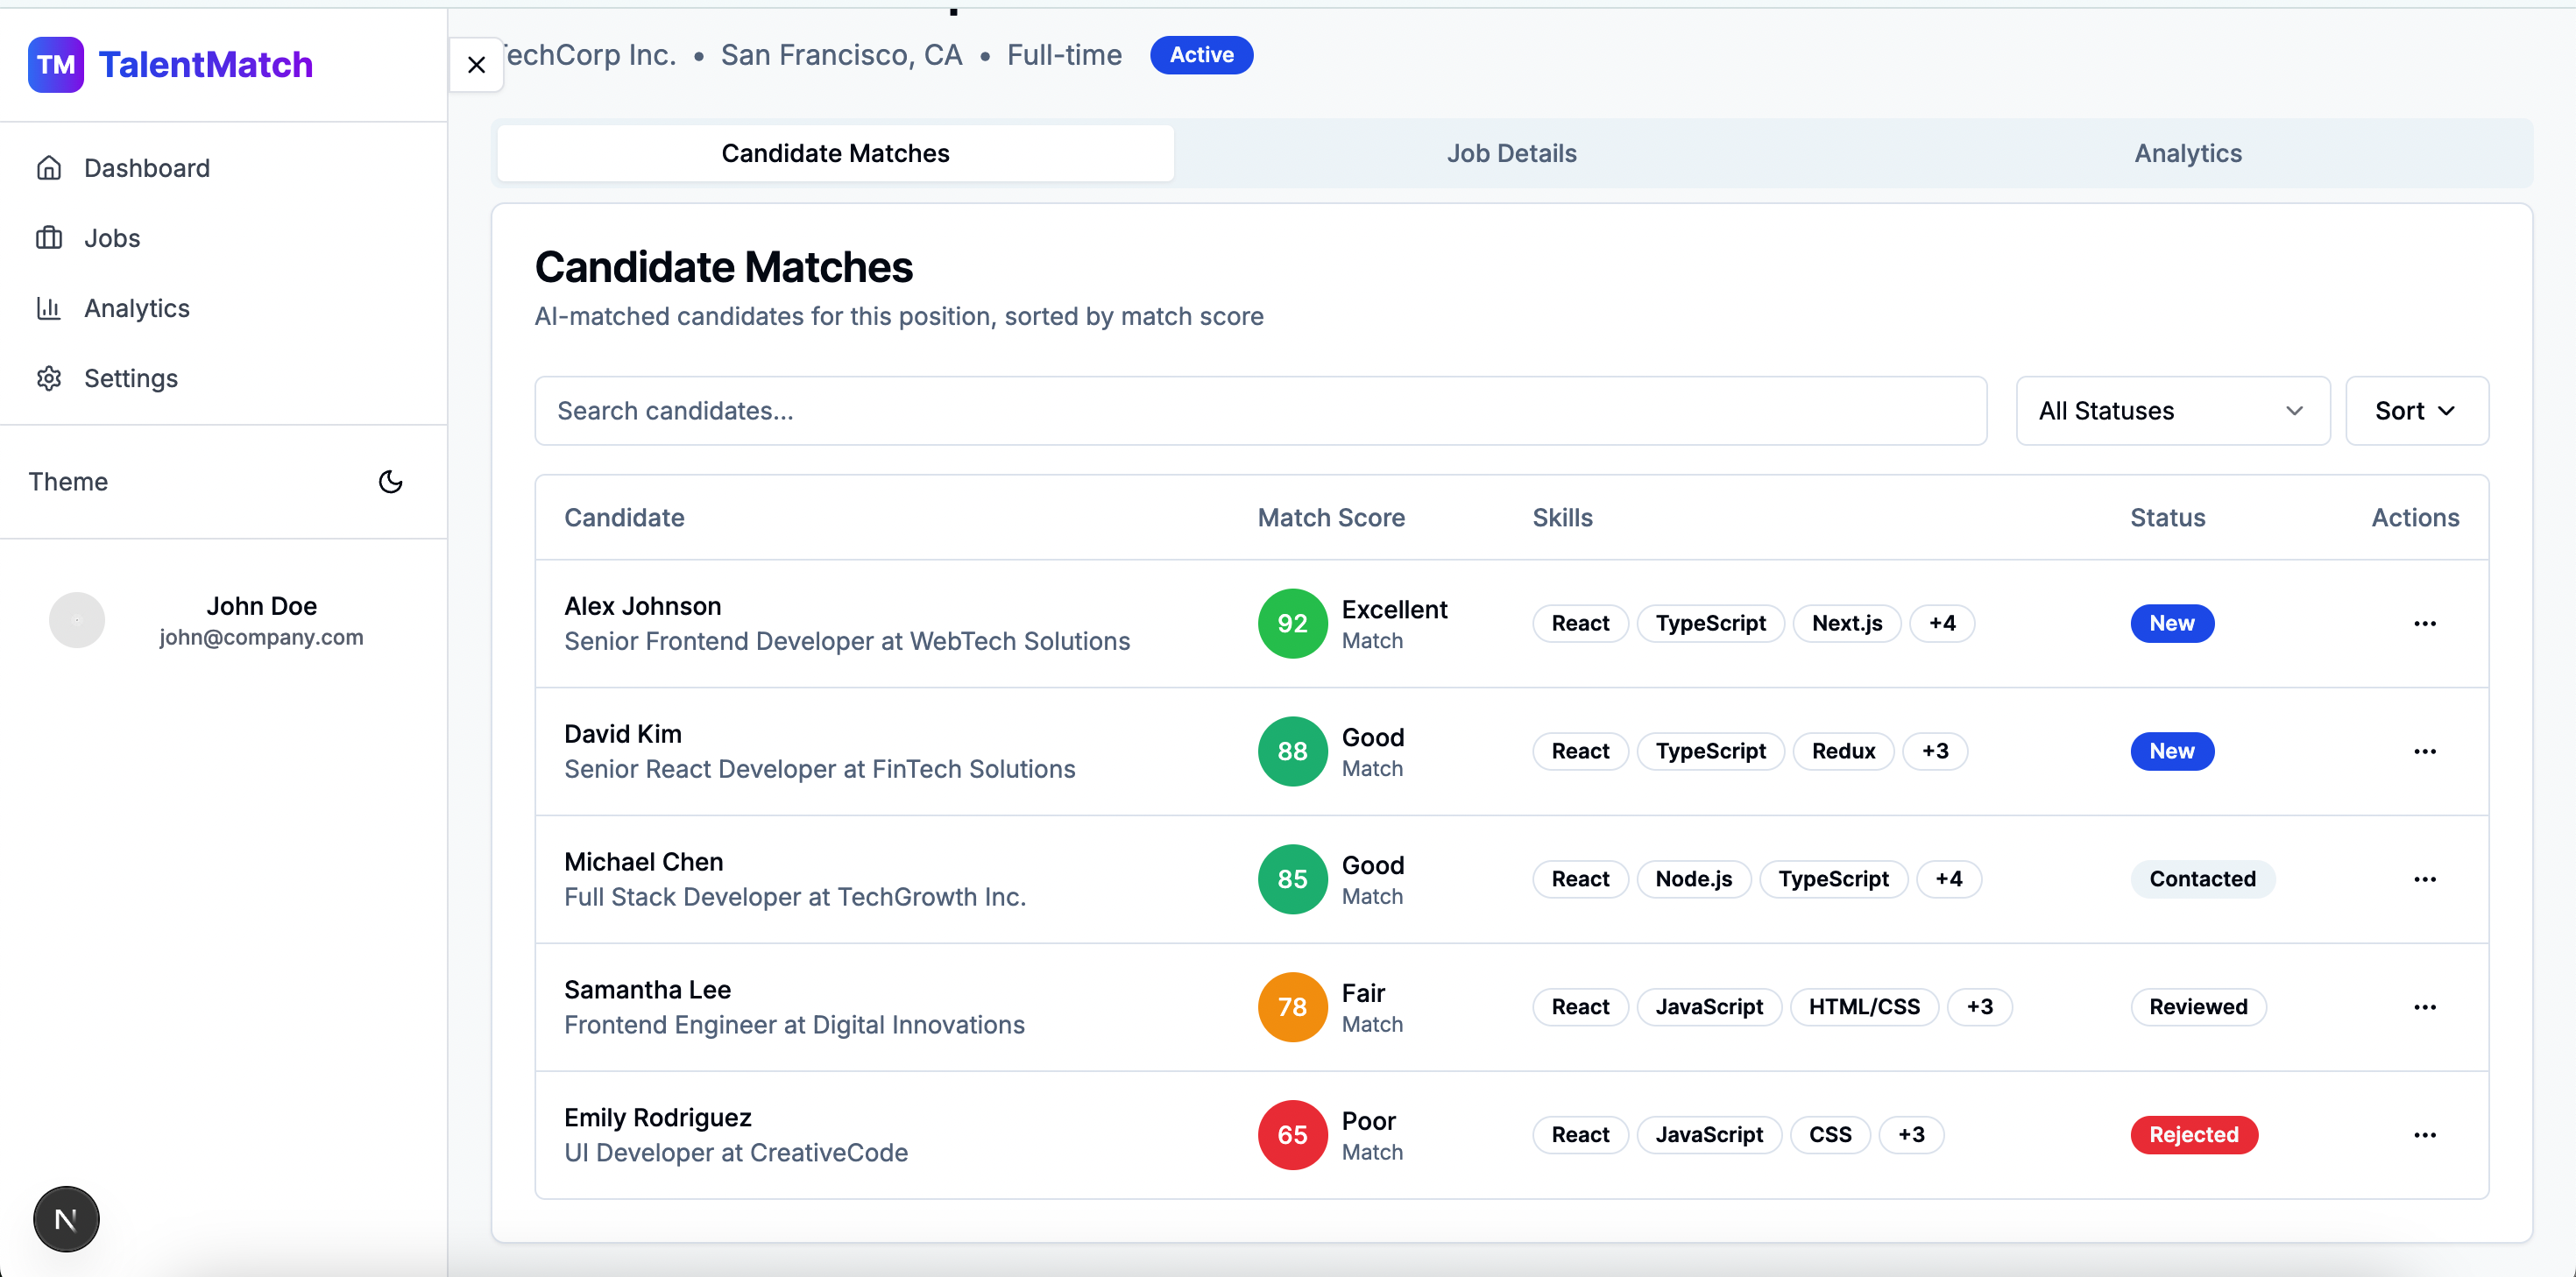 TM TalentMatch
TechCorp Inc. • San Francisco, CA • Full-time Active
Dashboard
Jobs
Analytics
Settings
Theme
John Doe
john@company.com
N
Candidate Matches Job Details Analytics
Candidate Matches
AI-matched candidates for this position, sorted by match score
Search candidates...
All Statuses
Sort
Candidate Match Score Skills Status Actions
Alex Johnson
Senior Frontend Developer at WebTech Solutions
92 Excellent
Match
React TypeScript Next.js +4
New
David Kim
Senior React Developer at FinTech Solutions
88 Good
Match
React TypeScript Redux +3
New
Michael Chen
Full Stack Developer at TechGrowth Inc.
85 Good
Match
React Node.js TypeScript +4
Contacted
Samantha Lee
Frontend Engineer at Digital Innovations
78 Fair
Match
React JavaScript HTML/CSS +3
Reviewed
Emily Rodriguez
UI Developer at CreativeCode
65 Poor
Match
React JavaScript CSS +3
Rejected